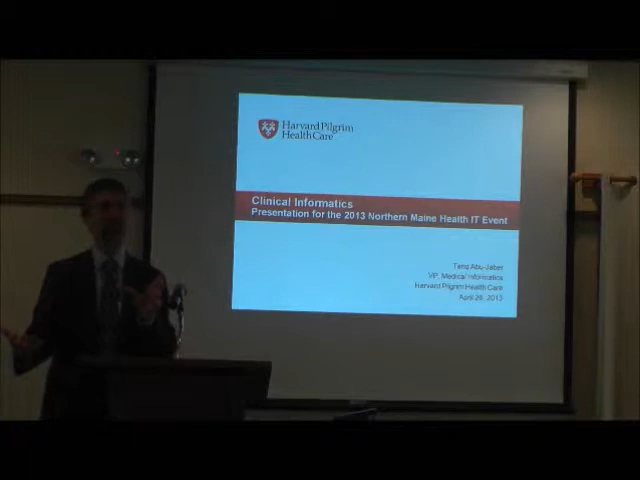 Harvard Pilgrim
HealthCare
Clinical Informatics
Presentation for the 2013 Northern Maine Health IT Event
Tariq Abu-Jaber
VP, Medical Informatics
Harvard Pilgrim Health Care
April 26, 2013